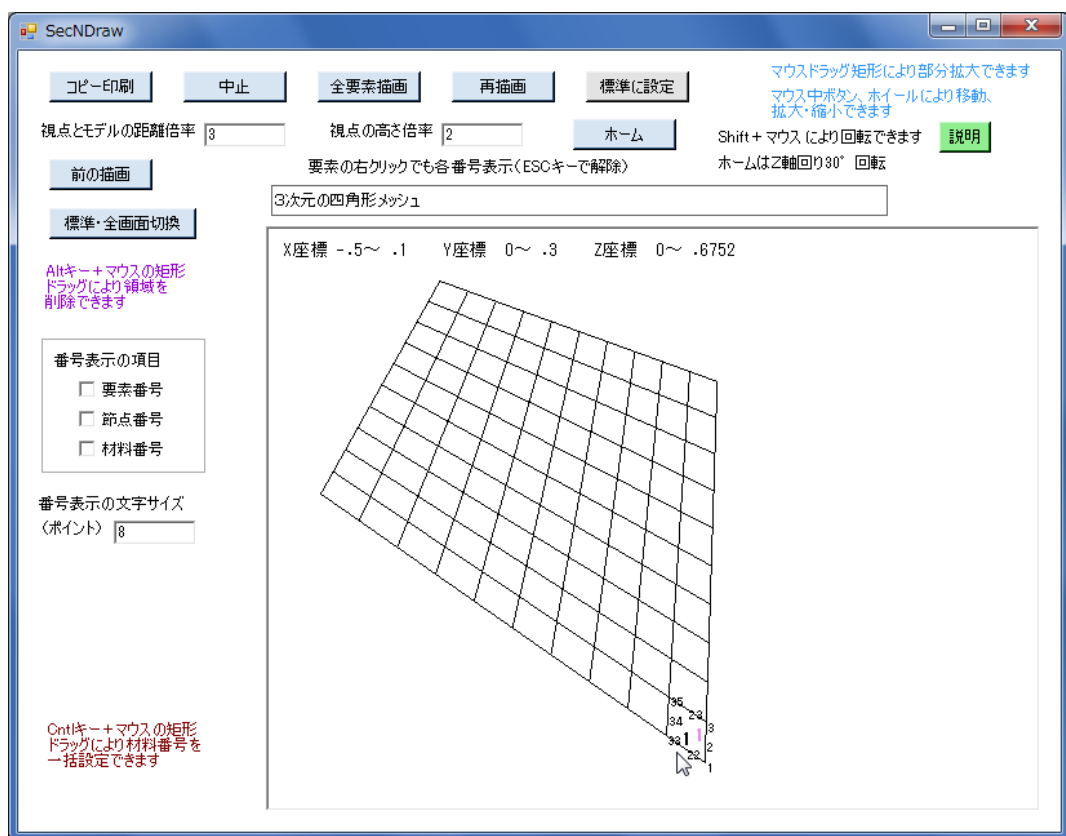 SecNDraw
コピー印刷 中止 全要素描画 再描画 標準に設定
マウスドラッグ矩形により部分拡大できます
マウス中ボタン、ホイールにより移動、
拡大・縮小できます
視点とモデルの距離倍率 3 視点の高さ倍率 2 ホーム
Shift+マウス により回転できます 説明
前の描画
要素の右クリックでも各番号表示(ESCキーで解除)
ホームはZ軸回り30° 回転
3次元の四角形メッシュ
標準・全画面切換
X座標 -.5～ .1 Y座標 0～ .3 Z座標 0～ .6752
Altキー+マウスの矩形
ドラッグにより領域を
削除できます
番号表示の項目
要素番号
節点番号
材料番号
番号表示の文字サイズ
(ポイント) 8
Cntlキー+マウスの矩形
ドラッグにより材料番号を
一括設定できます
35 23 3
34 1 1
33 22 2
1